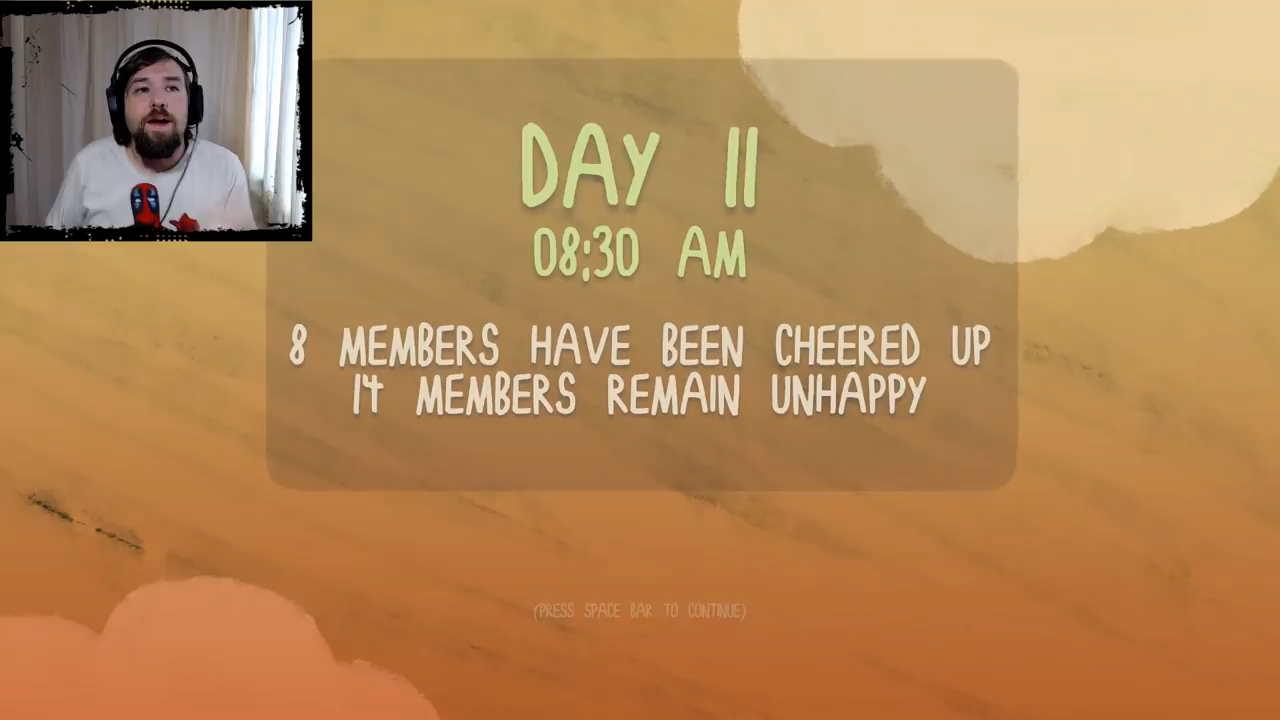 DAY 11
08:30 AM
8 MEMBERS HAVE BEEN CHEERED UP
14 MEMBERS REMAIN UNHAPPY
(PRESS SPACE BAR TO CONTINUE)